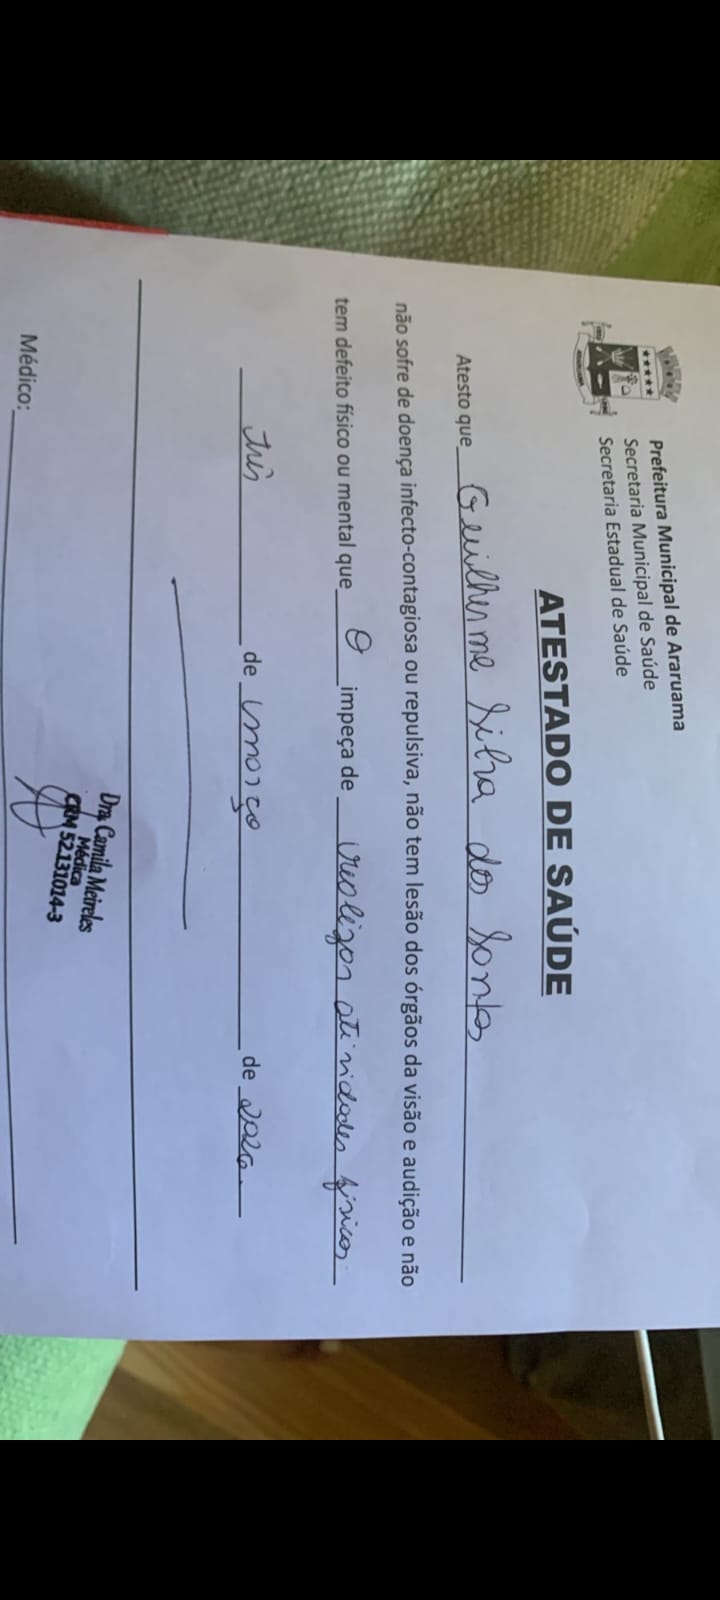 Prefeitura Municipal de Araruama
Secretaria Municipal de Saúde
Secretaria Estadual de Saúde
ATESTADO DE SAÚDE
Atesto que Guilherme Silva dos Santos
não sofre de doença infecto-contagiosa ou repulsiva, não tem lesão dos órgãos da visão e audição e não
tem defeito físico ou mental que o impeça de realizar atividades físicas
três de março de
Dra Camila Meireles
Médica
CRM 52.131014-3
Médico: